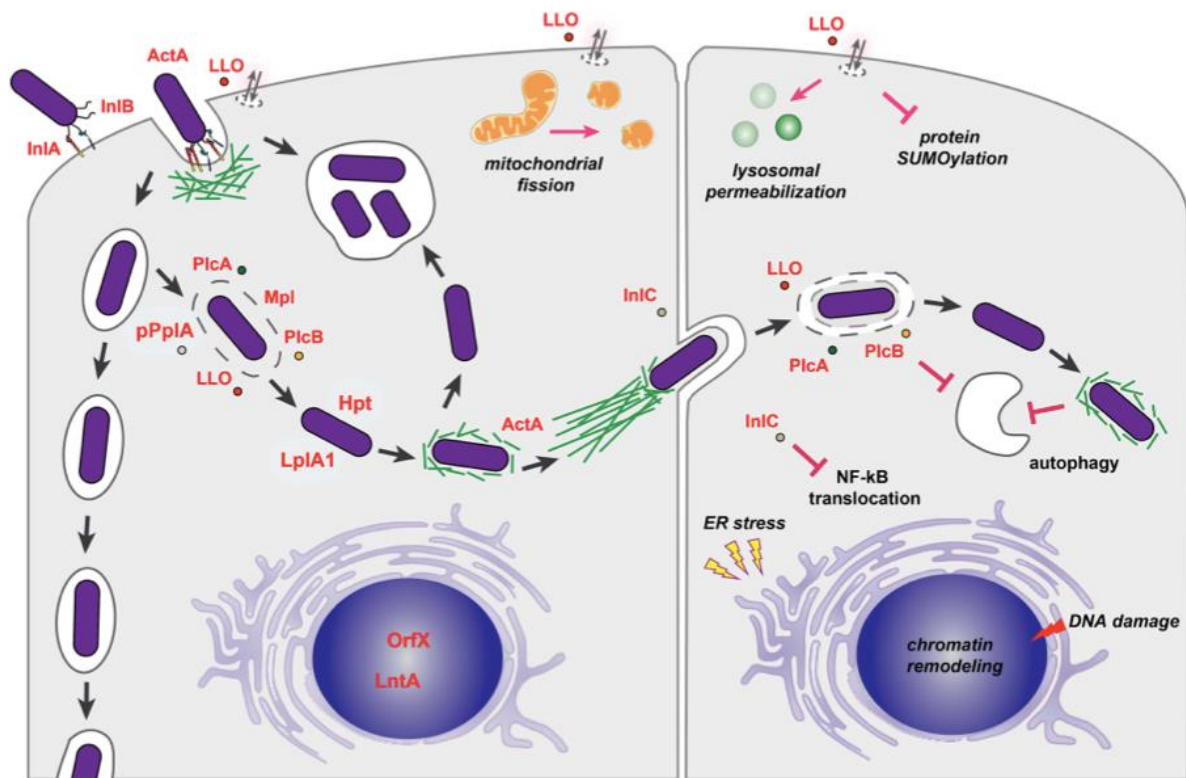 LLO
LLO
LLO
ActA
LLO
InlB
InlA
mitochondrial
fission
lysosomal
permeabilization
protein
SUMOylation
PlcA
Mpl
pPplA
PlcB
LLO
Hpt
LplA1
ActA
InlC
LLO
PlcA
PlcB
InlC
NF-kB
translocation
autophagy
ER stress
OrfX
LntA
chromatin
remodeling
DNA damage